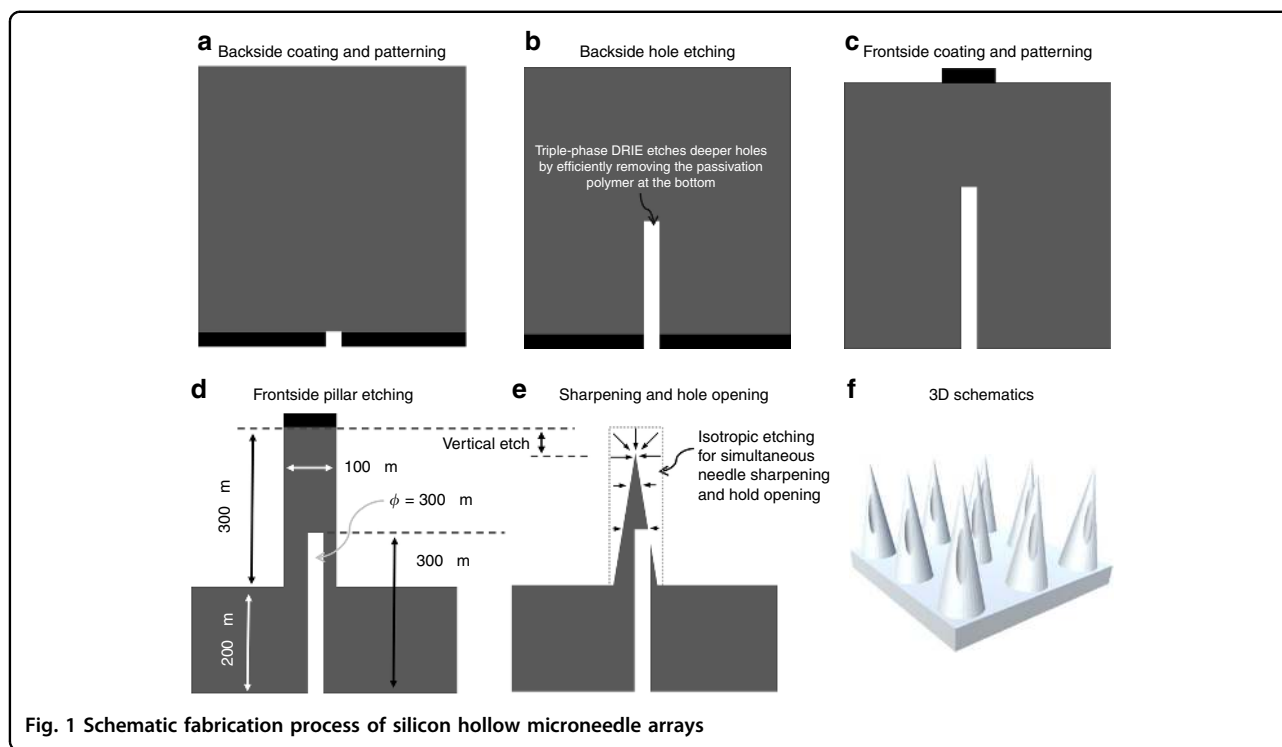 a Backside coating and patterning
b Backside hole etching
c Frontside coating and patterning
Triple-phase DRIE etches deeper holes
by efficiently removing the passivation
polymer at the bottom
d Frontside pillar etching
e Sharpening and hole opening
f 3D schematics
Vertical etch
Isotropic etching
for simultaneous
needle sharpening
and hold opening
100 m
300 m
ϕ = 300 m
300 m
200 m
Fig. 1 Schematic fabrication process of silicon hollow microneedle arrays